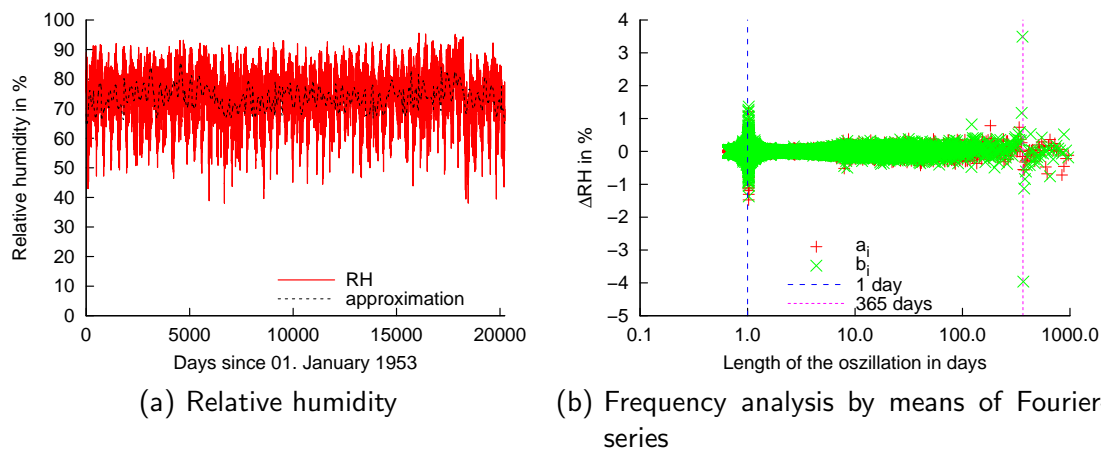 100
90
80
70
60
50
40
30
20
10
0
Relative humidity in %
RH
approximation
0
5000
10000
15000
20000
Days since 01. January 1953
(a) Relative humidity
4
3
2
1
0
−1
−2
−3
−4
−5
ΔRH in %
a_i
b_i
1 day
365 days
0.1
1.0
10.0
100.0
1000.0
Length of the oszillation in days
(b) Frequency analysis by means of Fourier
series